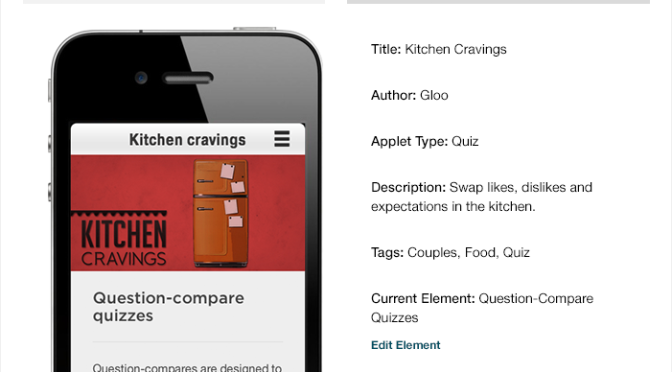 Kitchen cravings
KITCHEN
CRAVINGS
Question-compare
quizzes
Question-compares are designed to
Title: Kitchen Cravings
Author: Gloo
Applet Type: Quiz
Description: Swap likes, dislikes and
expectations in the kitchen.
Tags: Couples, Food, Quiz
Current Element: Question-Compare
Quizzes
Edit Element